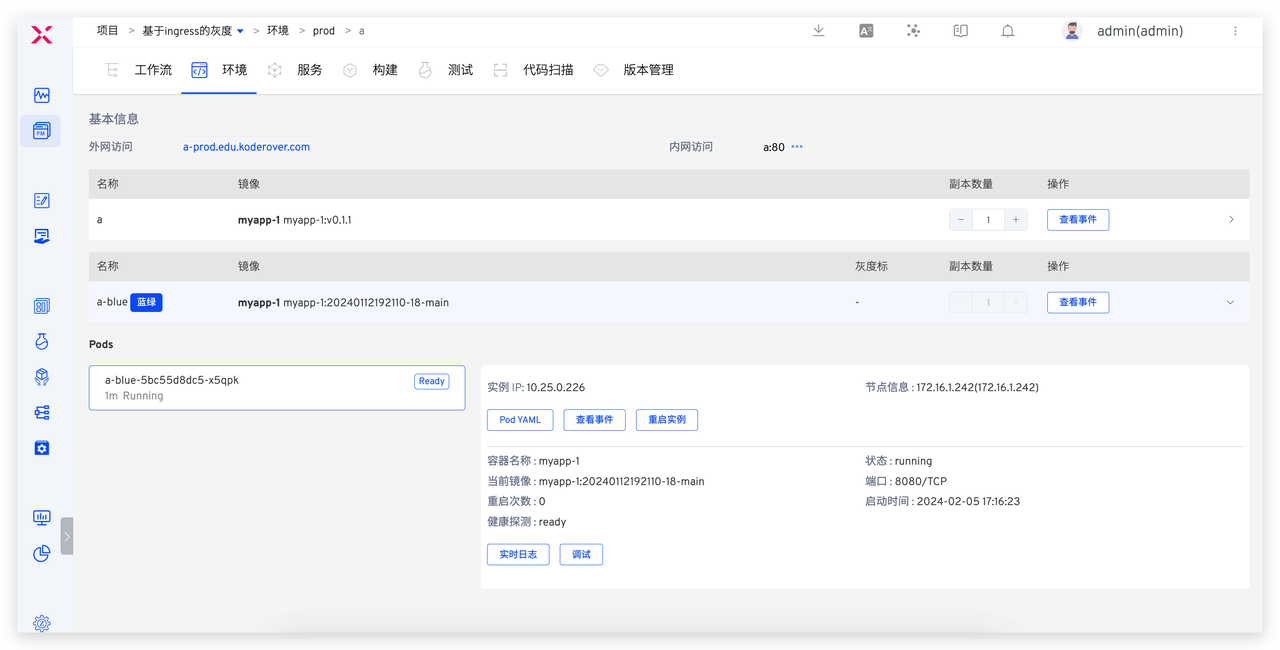 项目 > 基于ingress的灰度 > 环境 > prod > a
admin(admin)
工作流 环境 服务 构建 测试 代码扫描 版本管理
基本信息
外网访问 a-prod.edu.koderover.com 内网访问 a:80 •••
名称 镜像 副本数量 操作
a myapp-1 myapp-1:v0.1.1 − 1 + 查看事件
名称 镜像 灰度标 副本数量 操作
a-blue 蓝绿 myapp-1 myapp-1:20240112192110-18-main - − 1 + 查看事件
Pods
a-blue-5bc55d8dc5-x5qpk Ready
1m Running
实例 IP: 10.25.0.226 节点信息 : 172.16.1.242(172.16.1.242)
Pod YAML 查看事件 重启实例
容器名称 : myapp-1 状态 : running
当前镜像 : myapp-1:20240112192110-18-main 端口 : 8080/TCP
重启次数 : 0 启动时间 : 2024-02-05 17:16:23
健康探测 : ready
实时日志 调试